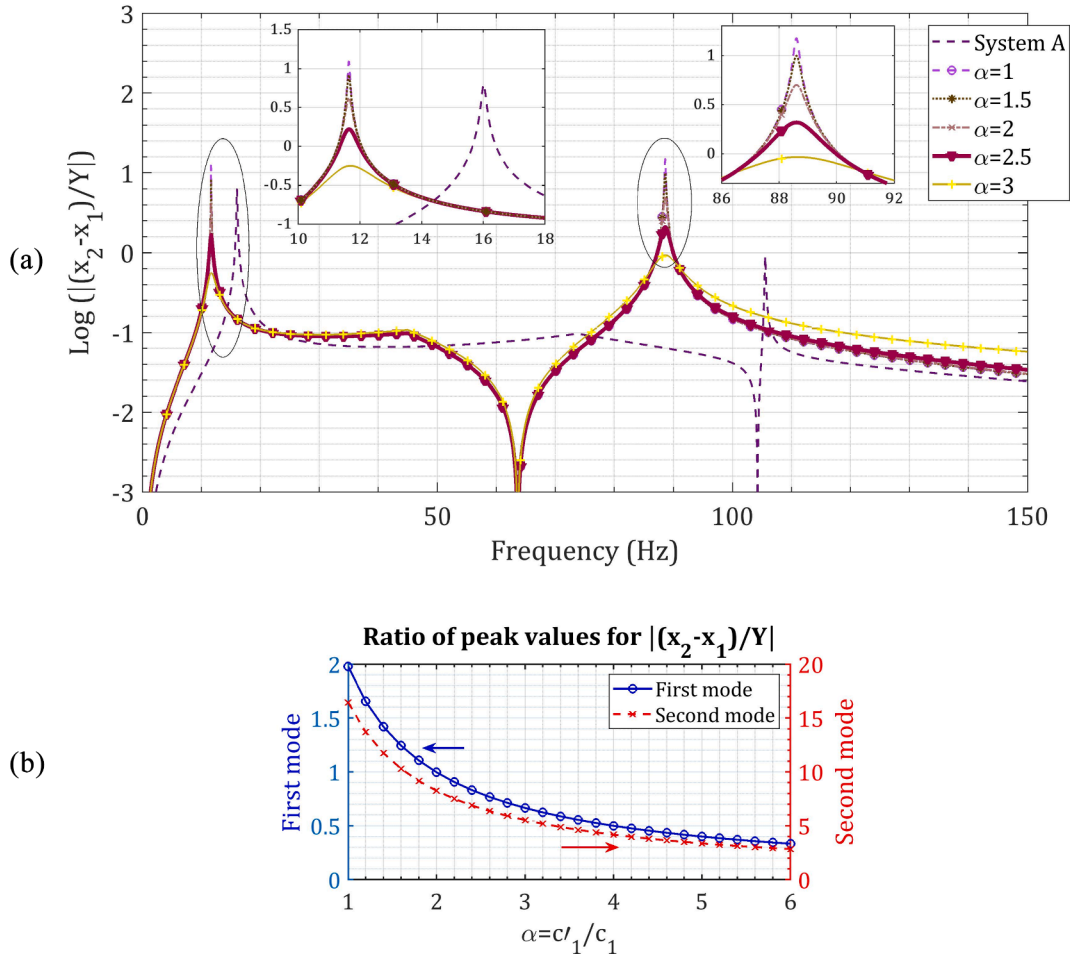 (a)
Log (|(x2-x1)/Y|)
3
2
1
0
-1
-2
-3
0
50
100
150
Frequency (Hz)
1.5
1
0.5
0
-0.5
-1
10
12
14
16
18
1
0.5
0
86
88
90
92
System A
α=1
α=1.5
α=2
α=2.5
α=3
(b)
Ratio of peak values for |(x2-x1)/Y|
First mode
2
1.5
1
0.5
0
First mode
Second mode
20
15
10
5
0
Second mode
1
2
3
4
5
6
α=c′1/c1